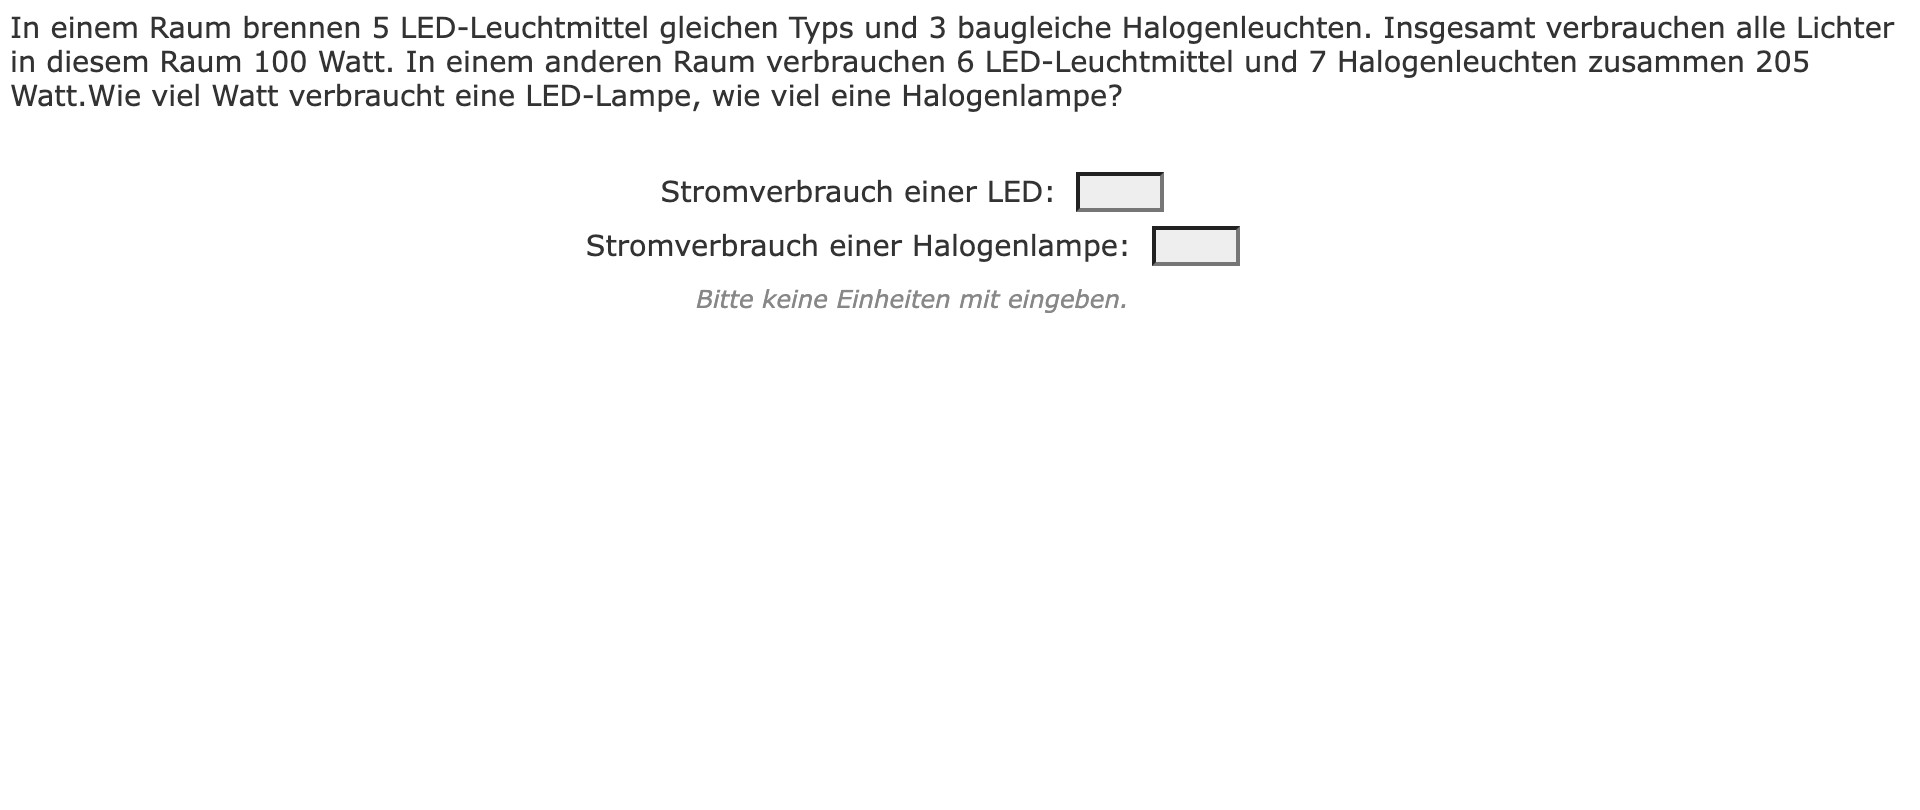 In einem Raum brennen 5 LED-Leuchtmittel gleichen Typs und 3 baugleiche Halogenleuchten. Insgesamt verbrauchen alle Lichter
in diesem Raum 100 Watt. In einem anderen Raum verbrauchen 6 LED-Leuchtmittel und 7 Halogenleuchten zusammen 205
Watt.Wie viel Watt verbraucht eine LED-Lampe, wie viel eine Halogenlampe?
Stromverbrauch einer LED:
Stromverbrauch einer Halogenlampe:
Bitte keine Einheiten mit eingeben.